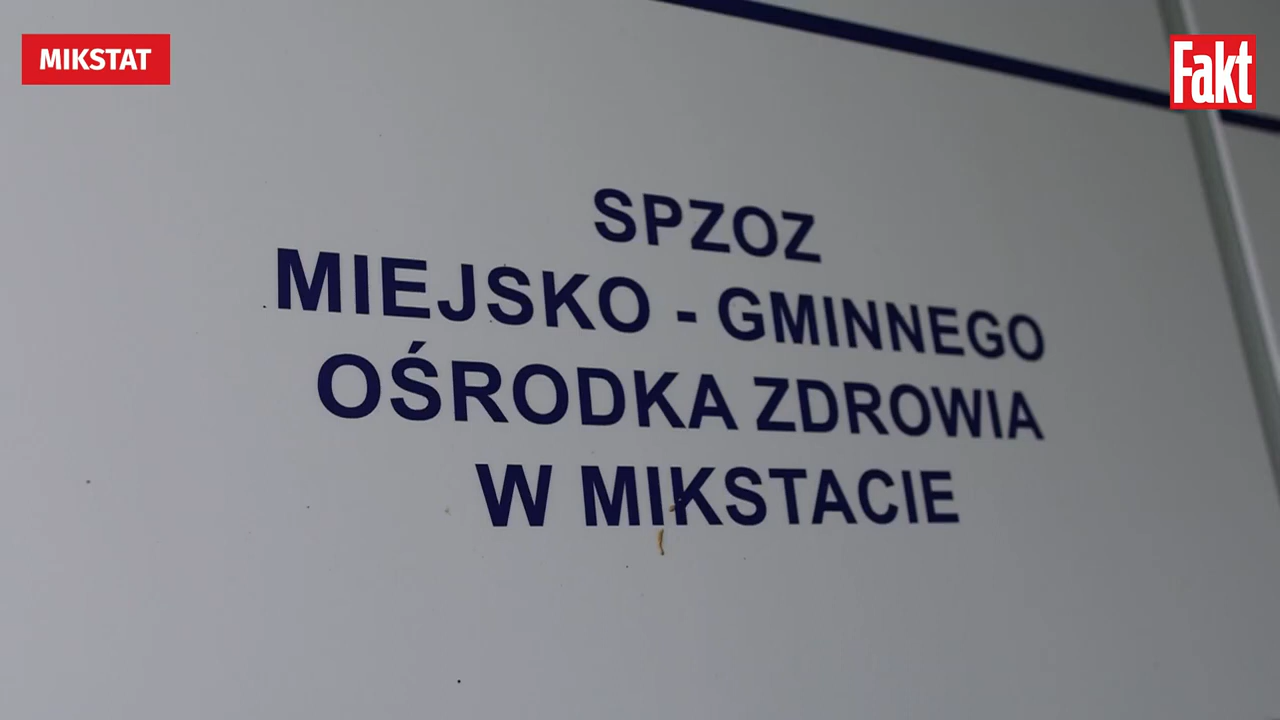 MIKSTAT
Fakt
SPZOZ
MIEJSKO - GMINNEGO
OŚRODKA ZDROWIA
W MIKSTACIE